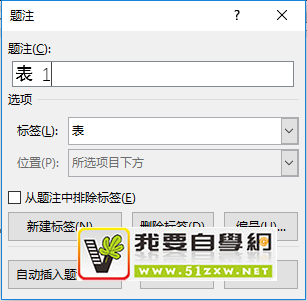 题注
?
题注(C):
表 1
选项
标签(L): 表
位置(P): 所选项目下方
从题注中排除标签(E)
新建标签(N)... 删除标签(D) 编号(U)...
我要自學網
自动插入题
www.51zxw.net